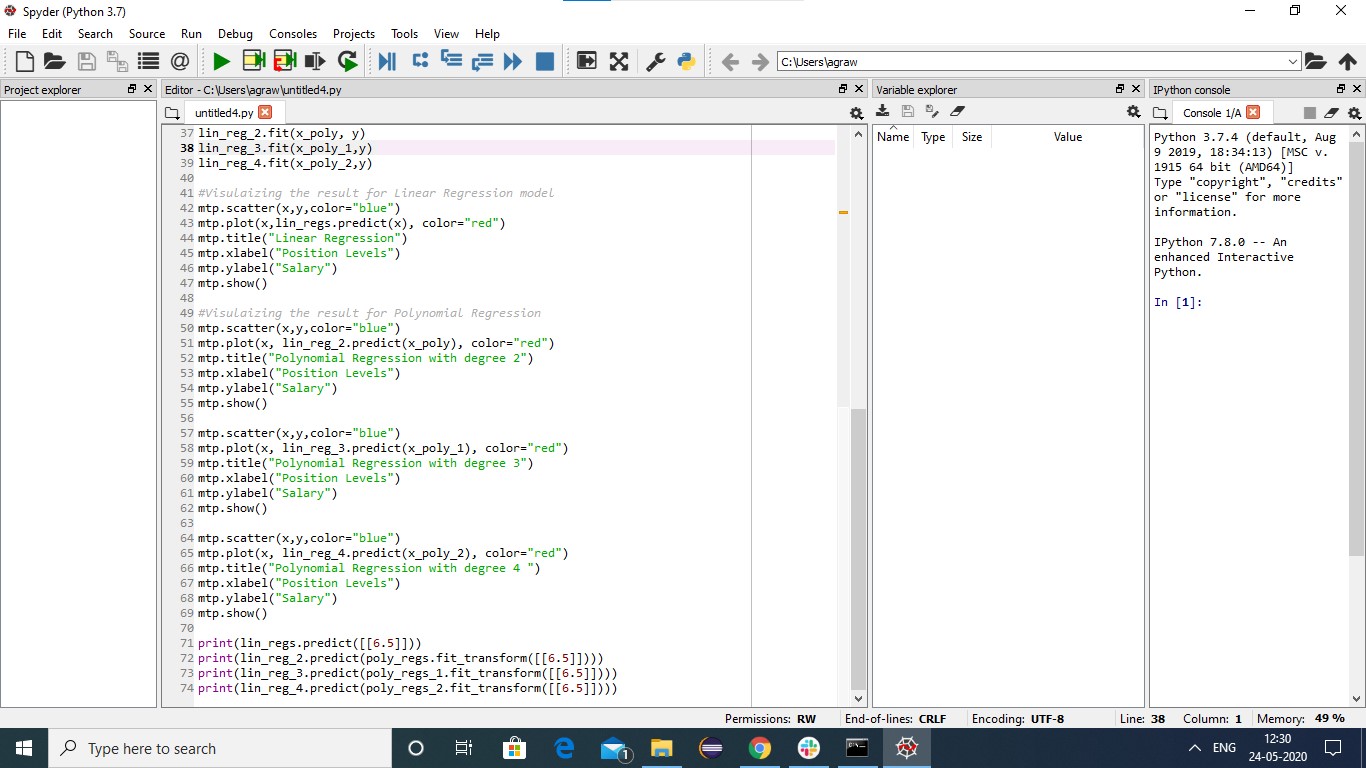 Spyder (Python 3.7)
File Edit Search Source Run Debug Consoles Projects Tools View Help
C:\Users\agraw
Project explorer
Editor - C:\Users\agraw\untitled4.py
untitled4.py
37 lin_reg_2.fit(x_poly, y)
38 lin_reg_3.fit(x_poly_1,y)
39 lin_reg_4.fit(x_poly_2,y)
40
41 #Visulaizing the result for Linear Regression model
42 mtp.scatter(x,y,color="blue")
43 mtp.plot(x,lin_regs.predict(x), color="red")
44 mtp.title("Linear Regression")
45 mtp.xlabel("Position Levels")
46 mtp.ylabel("Salary")
47 mtp.show()
48
49 #Visulaizing the result for Polynomial Regression
50 mtp.scatter(x,y,color="blue")
51 mtp.plot(x, lin_reg_2.predict(x_poly), color="red")
52 mtp.title("Polynomial Regression with degree 2")
53 mtp.xlabel("Position Levels")
54 mtp.ylabel("Salary")
55 mtp.show()
56
57 mtp.scatter(x,y,color="blue")
58 mtp.plot(x, lin_reg_3.predict(x_poly_1), color="red")
59 mtp.title("Polynomial Regression with degree 3")
60 mtp.xlabel("Position Levels")
61 mtp.ylabel("Salary")
62 mtp.show()
63
64 mtp.scatter(x,y,color="blue")
65 mtp.plot(x, lin_reg_4.predict(x_poly_2), color="red")
66 mtp.title("Polynomial Regression with degree 4 ")
67 mtp.xlabel("Position Levels")
68 mtp.ylabel("Salary")
69 mtp.show()
70
71 print(lin_regs.predict([[6.5]]))
72 print(lin_reg_2.predict(poly_regs.fit_transform([[6.5]])))
73 print(lin_reg_3.predict(poly_regs_1.fit_transform([[6.5]])))
74 print(lin_reg_4.predict(poly_regs_2.fit_transform([[6.5]])))
Variable explorer
Name Type Size Value
IPython console
Console 1/A
Python 3.7.4 (default, Aug
9 2019, 18:34:13) [MSC v.
1915 64 bit (AMD64)]
Type "copyright", "credits"
or "license" for more
information.
IPython 7.8.0 -- An
enhanced Interactive
Python.
In [1]:
Permissions: RW End-of-lines: CRLF Encoding: UTF-8 Line: 38 Column: 1 Memory: 49 %
Type here to search
1
ENG
12:30
24-05-2020